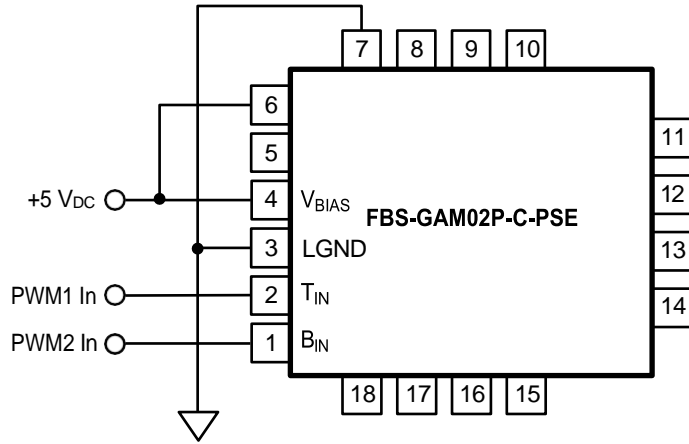 7 8 9 10
6
5
+5 VDC 4 VBIAS
3 LGND
PWM1 In 2 TIN
PWM2 In 1 BIN
FBS-GAM02P-C-PSE
11
12
13
14
18 17 16 15